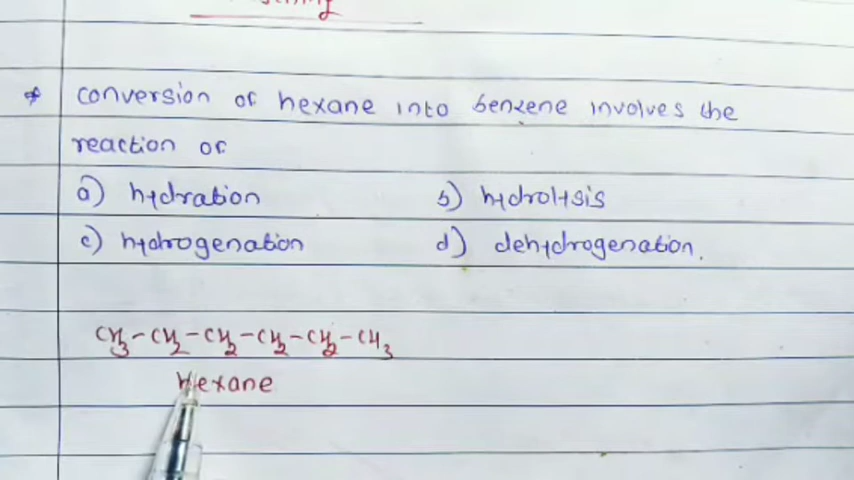 * conversion of hexane into benzene involves the
reaction of
a) hydration b) hydrolysis
c) hydrogenation d) dehydrogenation.
CH3-CH2-CH2-CH2-CH2-CH3
Hexane